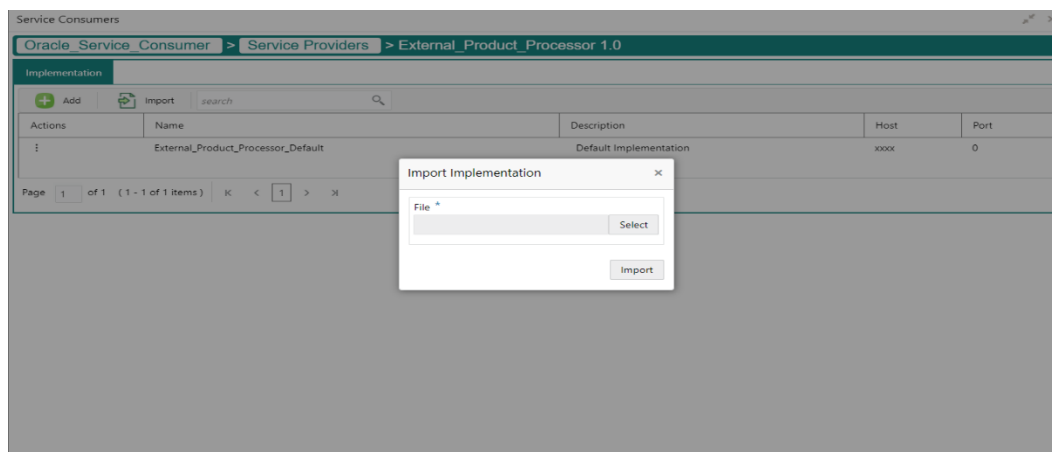 Service Consumers
Oracle_Service_Consumer > Service Providers > External_Product_Processor 1.0
Implementation
Add Import search
Actions Name Description Host Port
External_Product_Processor_Default Default Implementation xxxx 0
Page 1 of 1 (1 - 1 of 1 items) K < 1 > >|
Import Implementation ×
File *
Select
Import